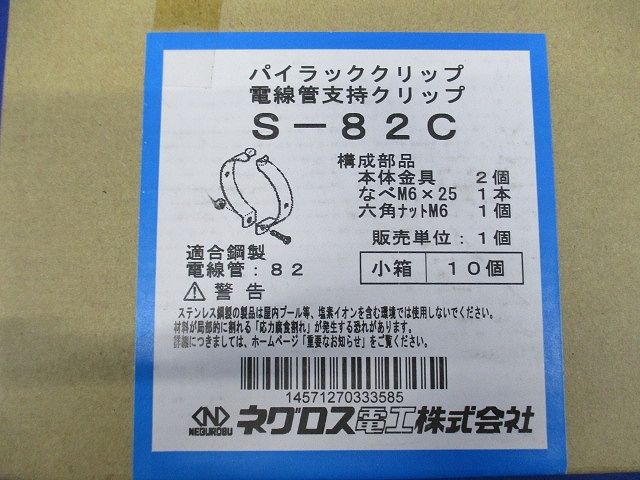 パイラッククリップ
電線管支持クリップ
S－82C
構成部品
本体金具 2個
なべM6×25 1本
六角ナットM6 1個
適合鋼製
電線管：82
販売単位：1個
小箱 10個
⚠警告
ステンレス鋼製の製品は屋内プール等、塩素イオンを含む環境では使用しないでください。
材料が局部的に割れる「応力腐食割れ」が発生する恐れがあります。
詳細につきましては、ホームページ「重要なお知らせ」をご覧ください。
14571270333585
NEGUROSU ネグロス電工株式会社